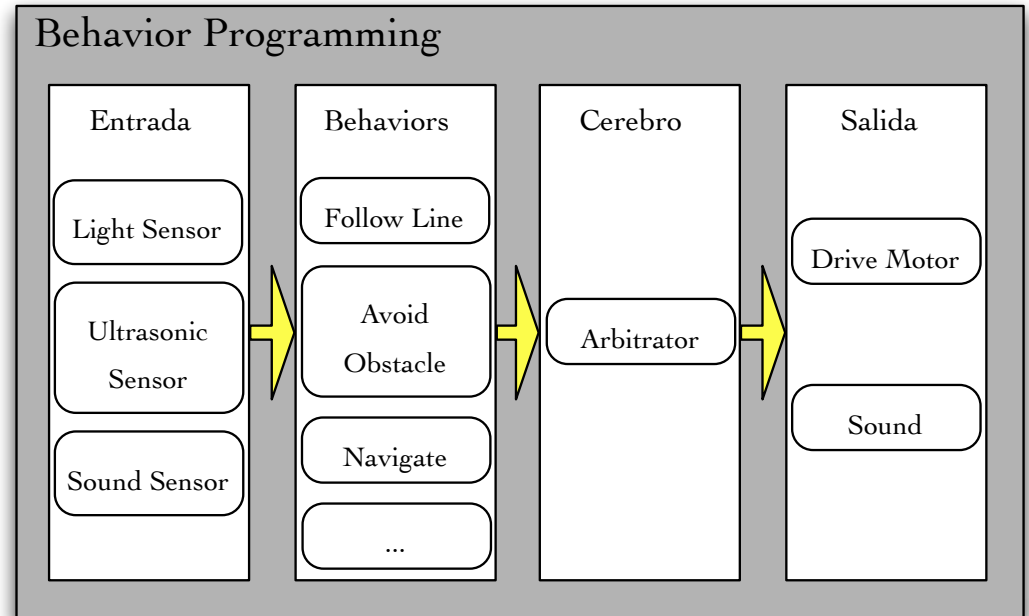 Behavior Programming
Entrada
Light Sensor
Ultrasonic
Sensor
Sound Sensor
Behaviors
Follow Line
Avoid
Obstacle
Navigate
...
Cerebro
Arbitrator
Salida
Drive Motor
Sound